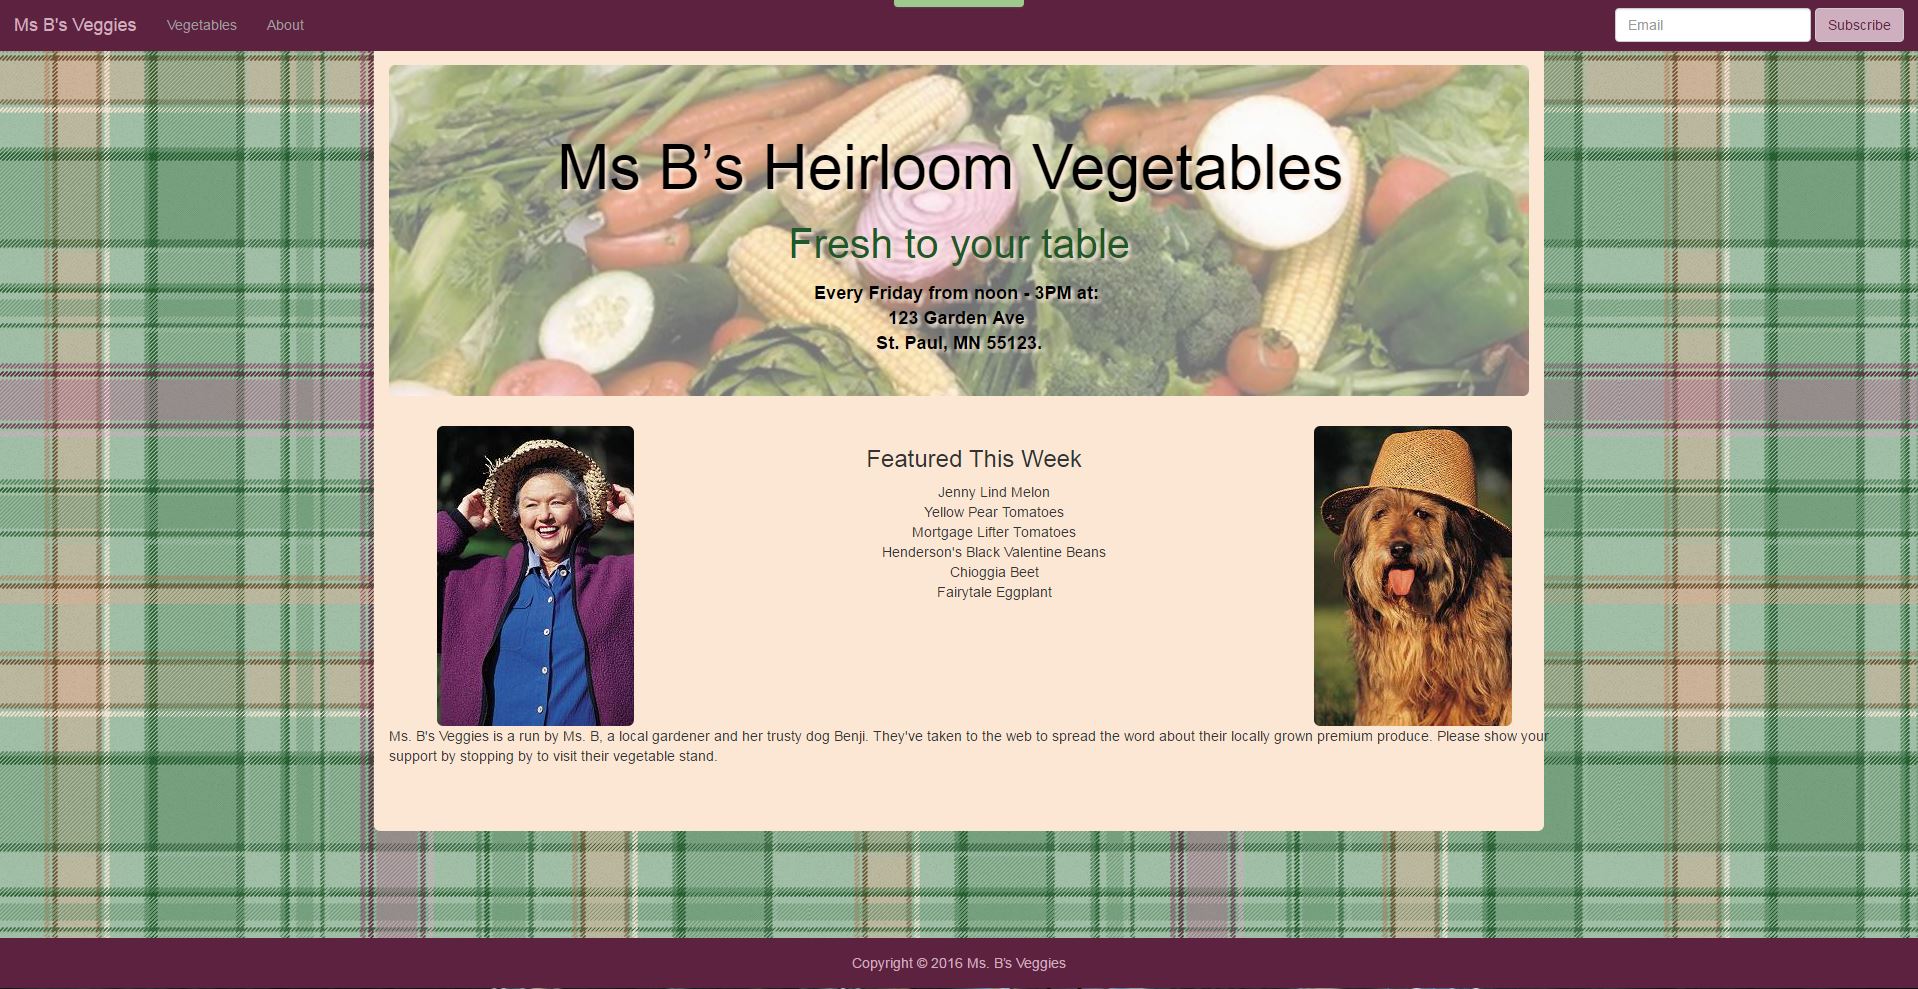 Ms B's Veggies
Vegetables
About
Email
Subscribe
Ms B’s Heirloom Vegetables
Fresh to your table
Every Friday from noon - 3PM at:
123 Garden Ave
St. Paul, MN 55123.
Featured This Week
Jenny Lind Melon
Yellow Pear Tomatoes
Mortgage Lifter Tomatoes
Henderson's Black Valentine Beans
Chioggia Beet
Fairytale Eggplant
Ms. B's Veggies is a run by Ms. B, a local gardener and her trusty dog Benji. They've taken to the web to spread the word about their locally grown premium produce. Please show your
support by stopping by to visit their vegetable stand.
Copyright © 2016 Ms. B's Veggies